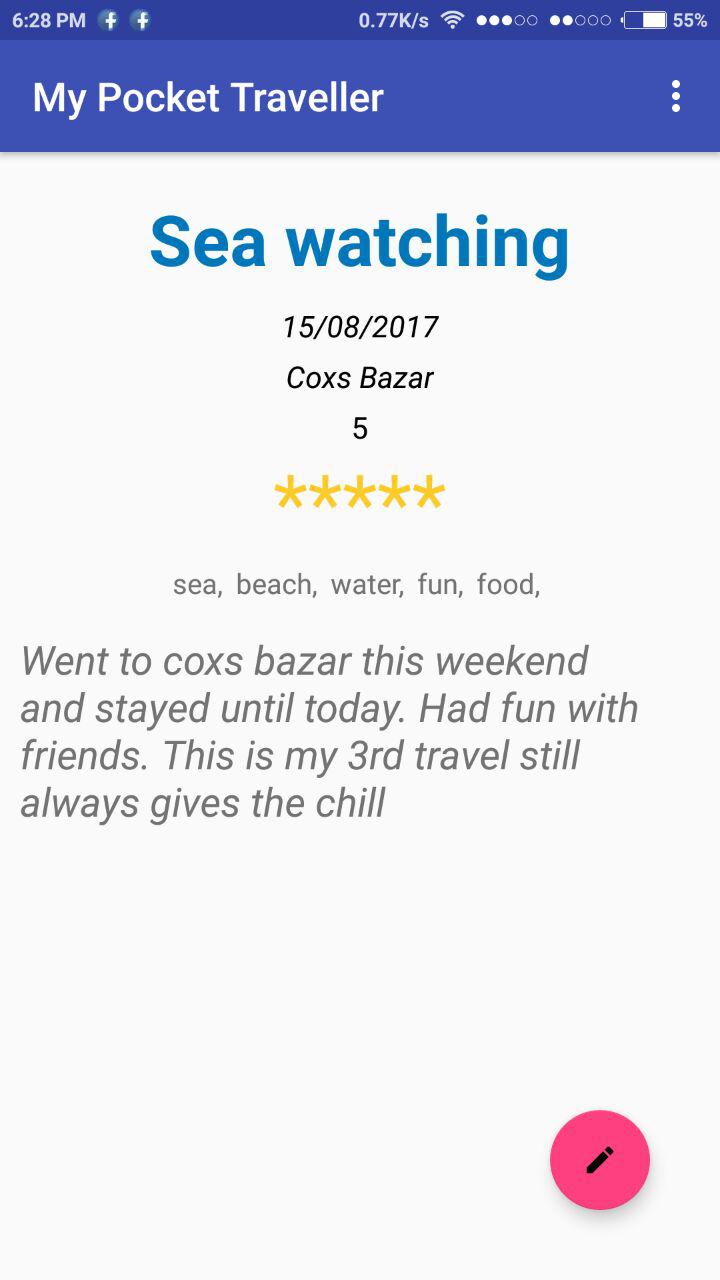 6:28 PM 0.77K/s 55%
My Pocket Traveller
Sea watching
15/08/2017
Coxs Bazar
5
*****
sea, beach, water, fun, food,
Went to coxs bazar this weekend
and stayed until today. Had fun with
friends. This is my 3rd travel still
always gives the chill